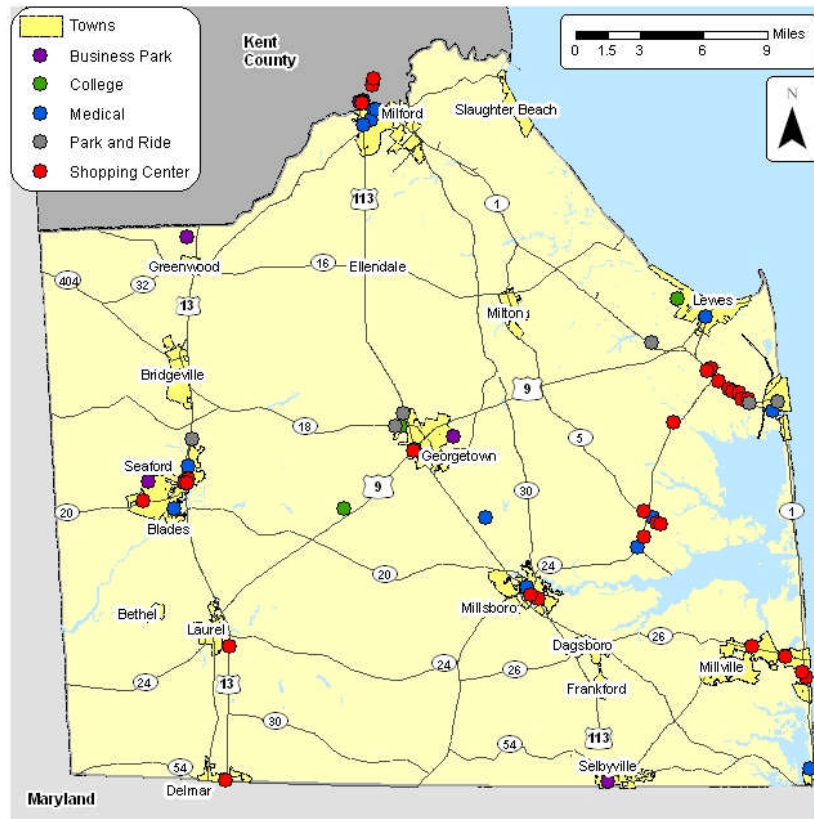 Towns
Business Park
College
Medical
Park and Ride
Shopping Center
Kent
County
Miles
0 1.5 3 6 9
N
Milford
Slaughter Beach
113
1
Greenwood
16
Ellendale
404
32
13
Lewes
Milton
Bridgeville
9
18
5
Georgetown
Seaford
9
30
20
Blades
1
24
20
Millsboro
Bethel
Laurel
Dagsboro
26
24
24
26
Millville
13
Frankford
30
113
54
54
Selbyville
Delmar
Maryland